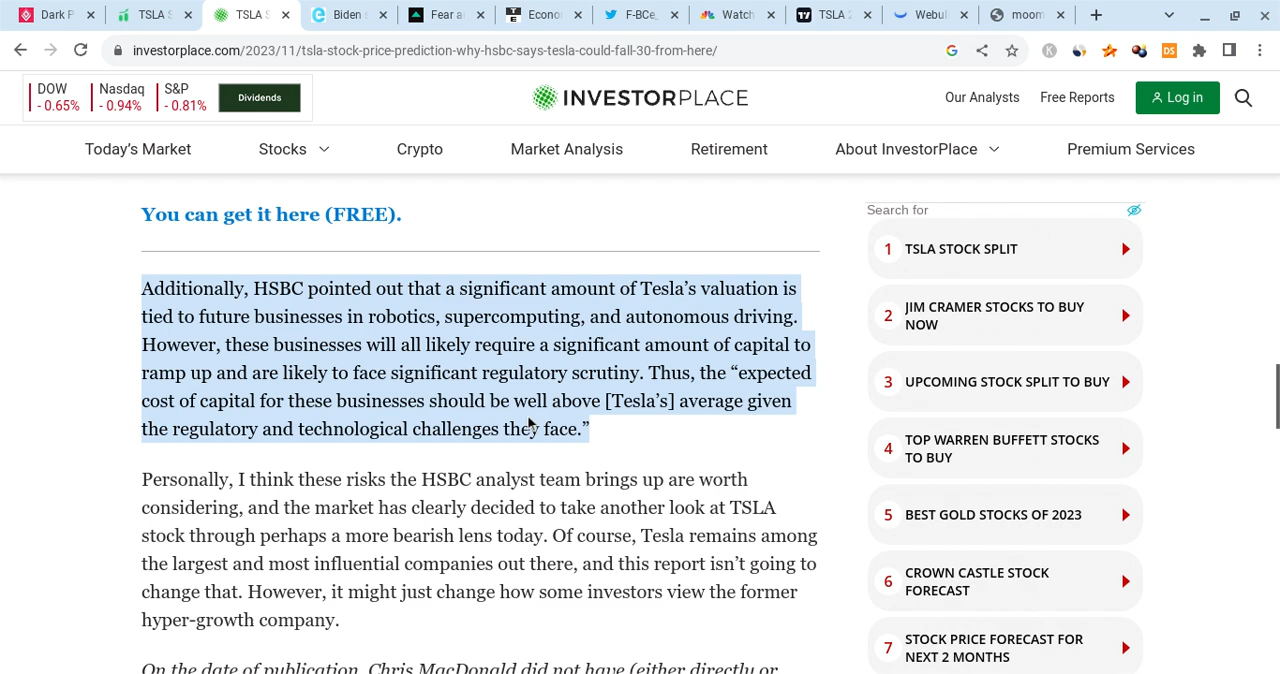 Dark P
TSLA S
TSLA S
Biden s
Fear a
Econo
F-BCe
Watch
TSLA 2
Webull
moom
investorplace.com/2023/11/tsla-stock-price-prediction-why-hsbc-says-tesla-could-fall-30-from-here/
DOW
- 0.65%
Nasdaq
- 0.94%
S&P
- 0.81%
Dividends
INVESTORPLACE
Our Analysts
Free Reports
Log in
Today's Market
Stocks
Crypto
Market Analysis
Retirement
About InvestorPlace
Premium Services
You can get it here (FREE).
Additionally, HSBC pointed out that a significant amount of Tesla's valuation is
tied to future businesses in robotics, supercomputing, and autonomous driving.
However, these businesses will all likely require a significant amount of capital to
ramp up and are likely to face significant regulatory scrutiny. Thus, the “expected
cost of capital for these businesses should be well above [Tesla's] average given
the regulatory and technological challenges they face.”
Personally, I think these risks the HSBC analyst team brings up are worth
considering, and the market has clearly decided to take another look at TSLA
stock through perhaps a more bearish lens today. Of course, Tesla remains among
the largest and most influential companies out there, and this report isn't going to
change that. However, it might just change how some investors view the former
hyper-growth company.
On the date of publication, Chris MacDonald did not have (either directly or
Search for
1 TSLA STOCK SPLIT
2 JIM CRAMER STOCKS TO BUY
NOW
3 UPCOMING STOCK SPLIT TO BUY
4 TOP WARREN BUFFETT STOCKS
TO BUY
5 BEST GOLD STOCKS OF 2023
6 CROWN CASTLE STOCK
FORECAST
7 STOCK PRICE FORECAST FOR
NEXT 2 MONTHS